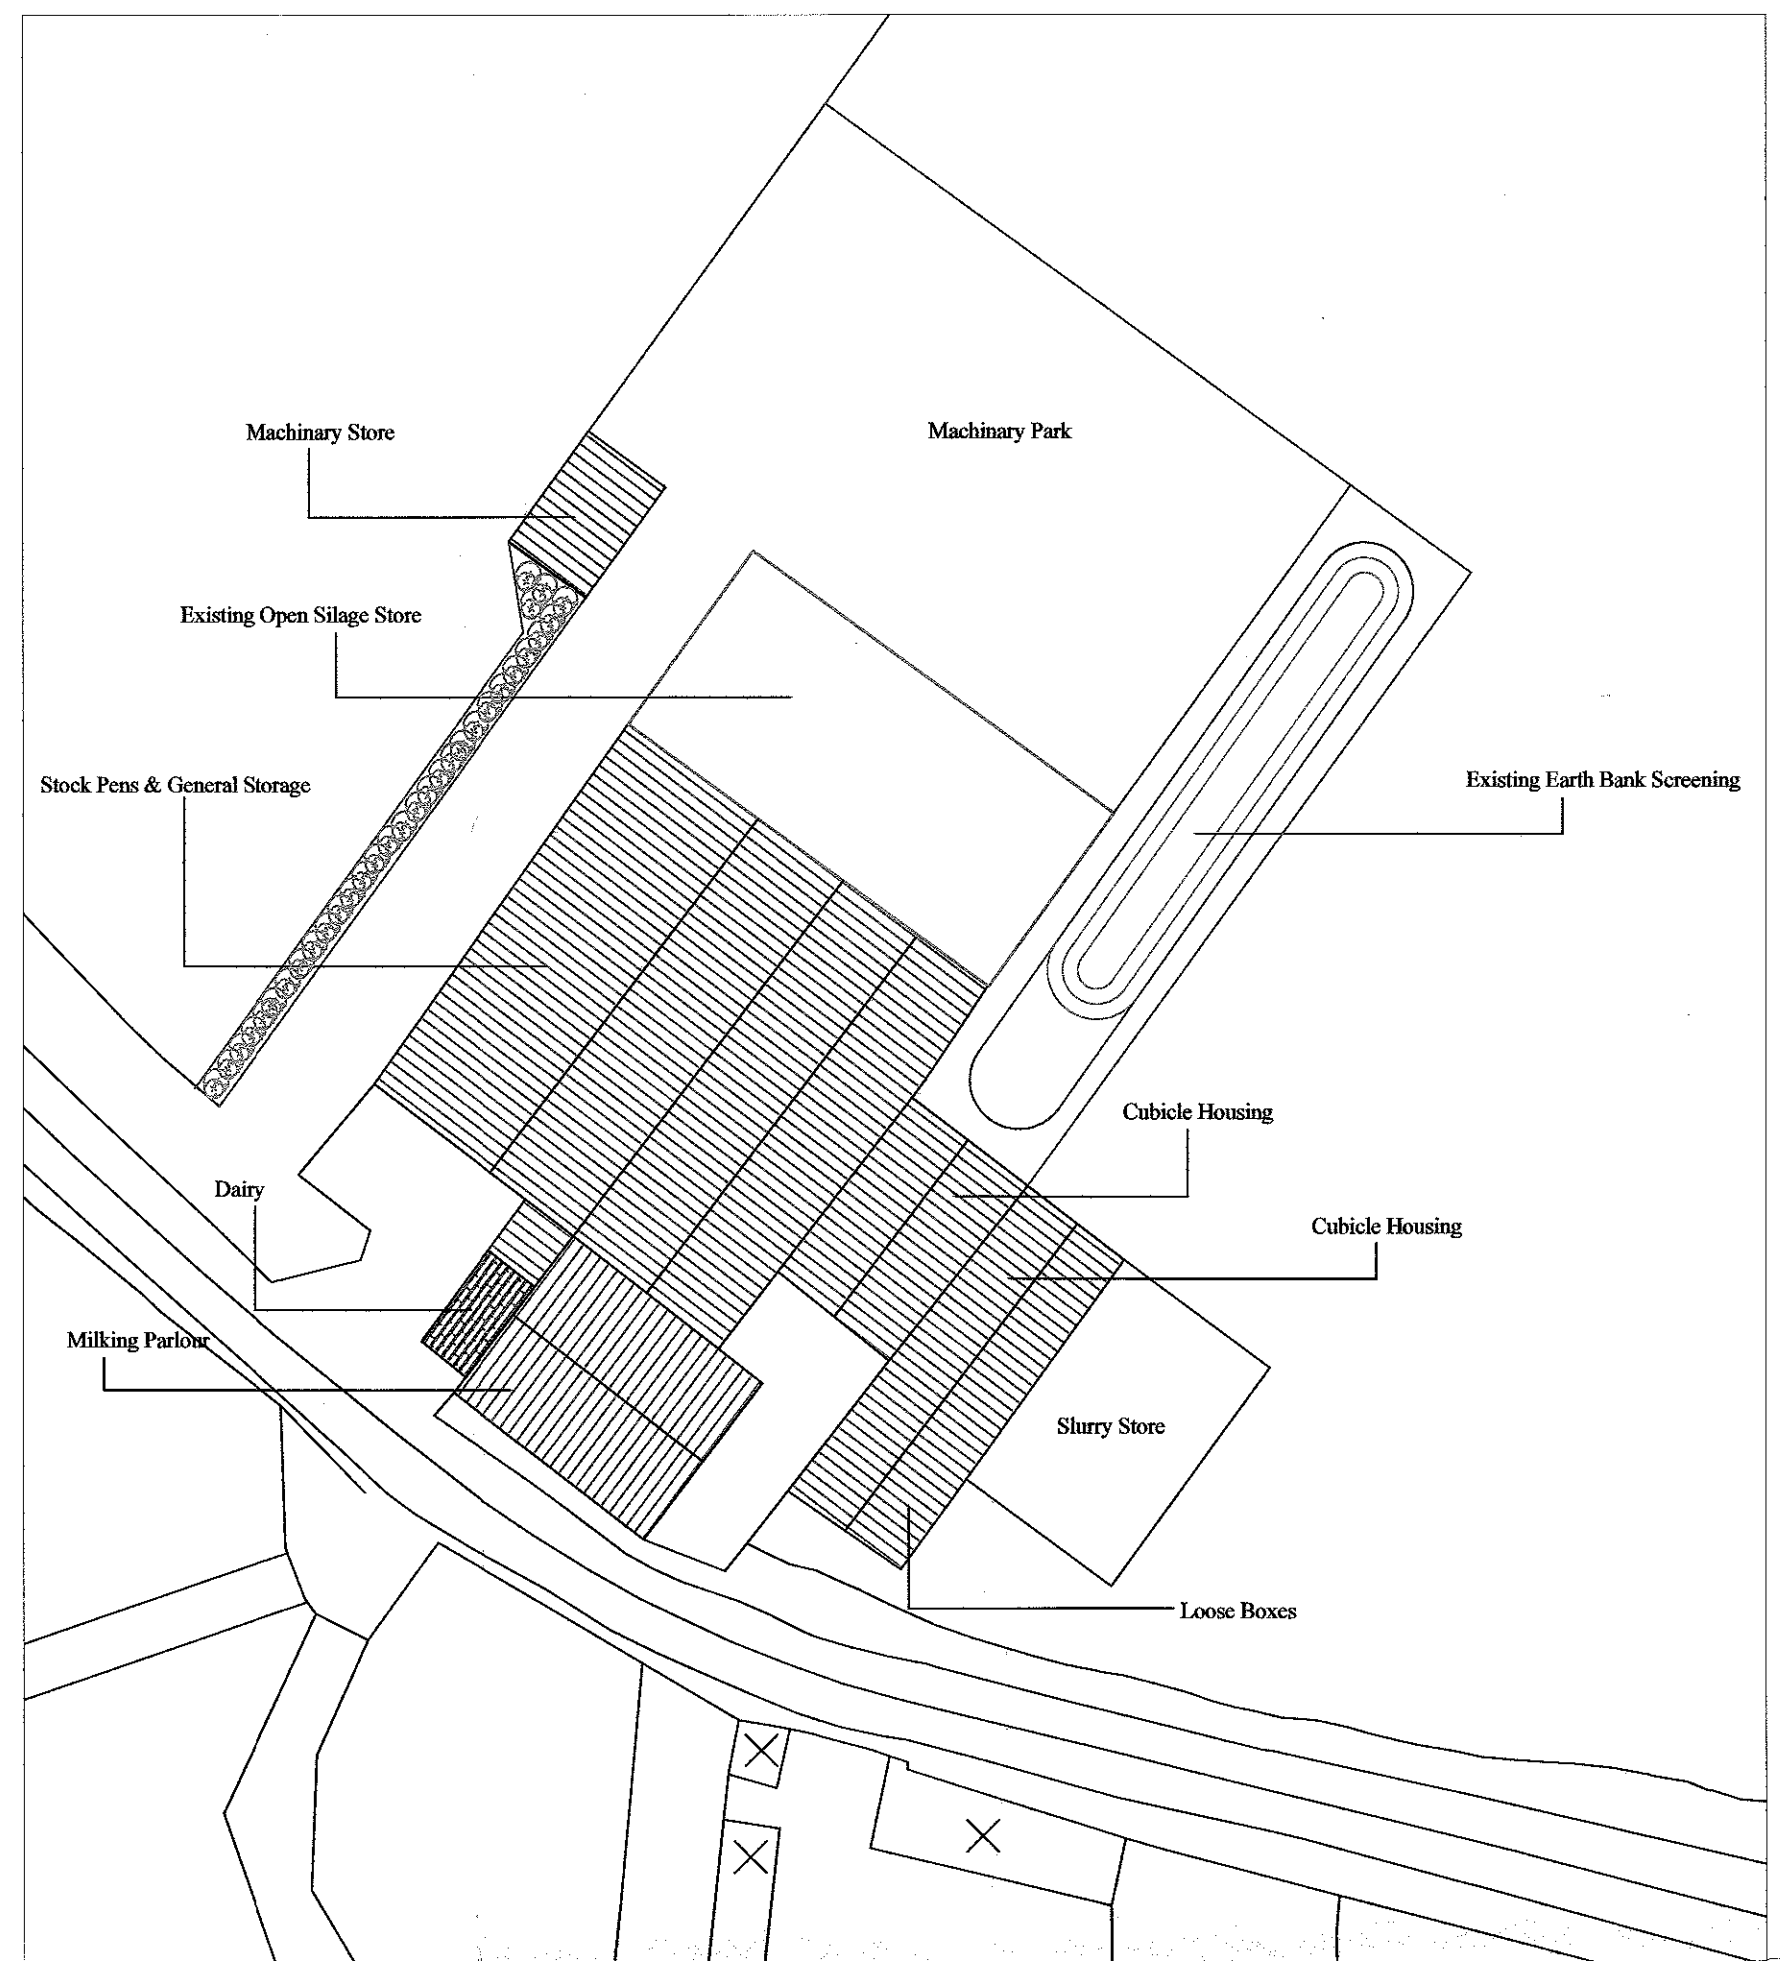 Machinary Store
Machinary Park
Existing Open Silage Store
Stock Pens & General Storage
Existing Earth Bank Screening
Cubicle Housing
Dairy
Cubicle Housing
Milking Parlour
Slurry Store
Loose Boxes